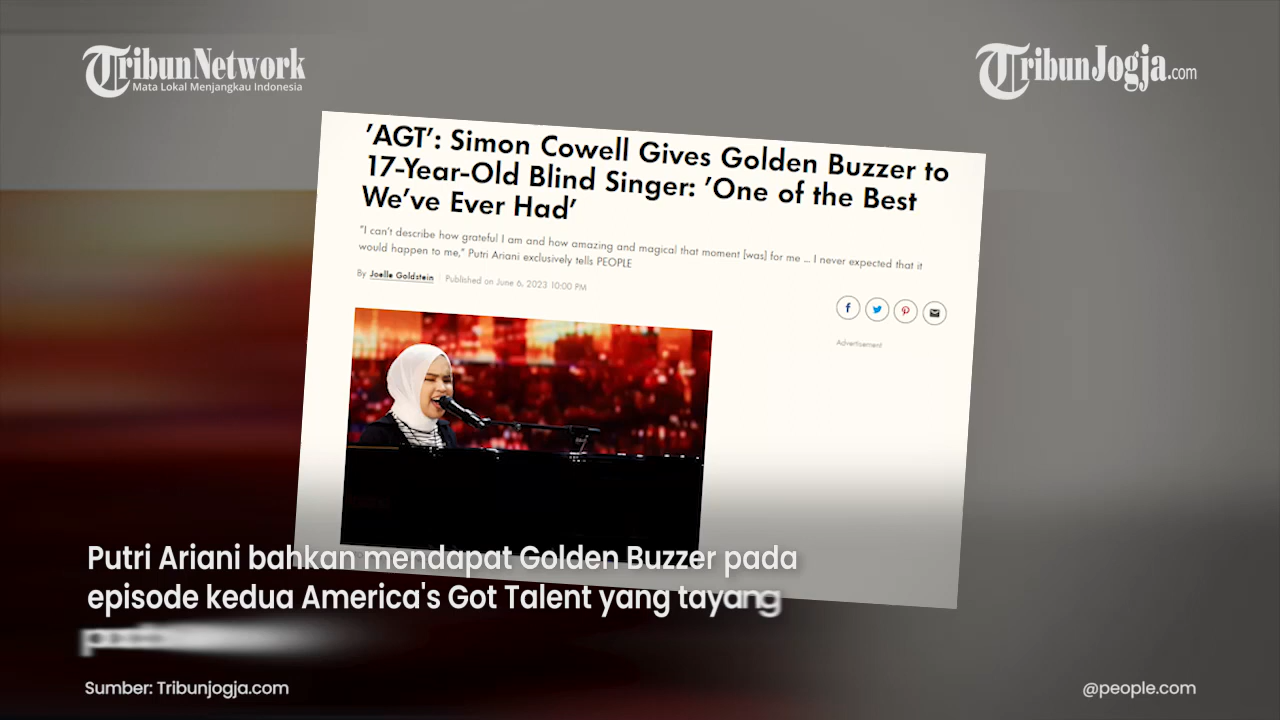 TribunNetwork
Mata Lokal Menjangkau Indonesia
TribunJogja.com
'AGT': Simon Cowell Gives Golden Buzzer to
17-Year-Old Blind Singer: 'One of the Best
We've Ever Had'
"I can't describe how grateful I am and how amazing and magical that moment [was] for me ... I never expected that it
would happen to me," Putri Ariani exclusively tells PEOPLE
By Joelle Goldstein Published on June 6, 2023 10:00 PM
Advertisement
Putri Ariani bahkan mendapat Golden Buzzer pada
episode kedua America's Got Talent yang tayang
Sumber: Tribunjogja.com
@people.com